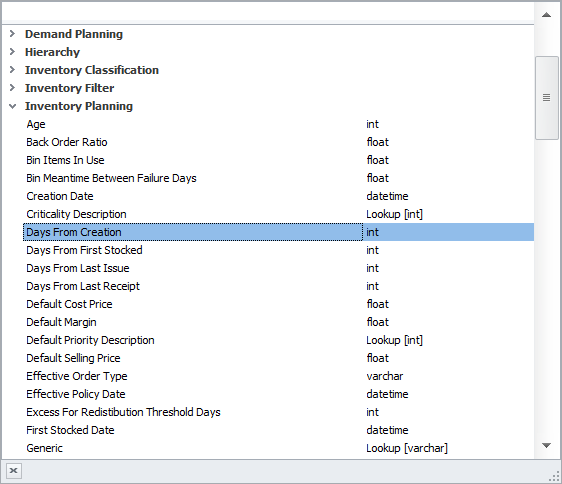 Demand Planning
Hierarchy
Inventory Classification
Inventory Filter
Inventory Planning
Age int
Back Order Ratio float
Bin Items In Use float
Bin Meantime Between Failure Days float
Creation Date datetime
Criticality Description Lookup [int]
Days From Creation int
Days From First Stocked int
Days From Last Issue int
Days From Last Receipt int
Default Cost Price float
Default Margin float
Default Priority Description Lookup [int]
Default Selling Price float
Effective Order Type varchar
Effective Policy Date datetime
Excess For Redistibution Threshold Days int
First Stocked Date datetime
Generic Lookup [varchar]